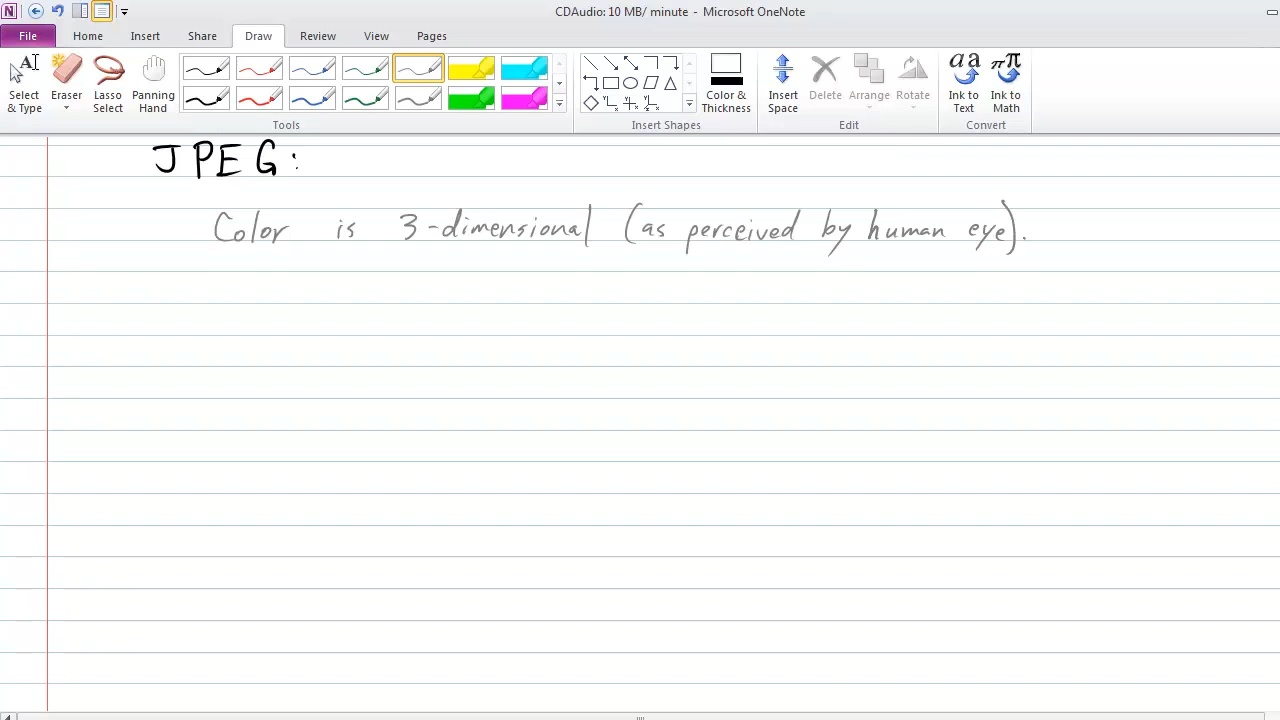 CDAudio: 10 MB/ minute - Microsoft OneNote
File Home Insert Share Draw Review View Pages
Select & Type
Eraser
Lasso Select
Panning Hand
Color & Thickness
Insert Space
Delete
Arrange
Rotate
Ink to Text
Ink to Math
Tools Insert Shapes Edit Convert
JPEG:
Color is 3-dimensional (as perceived by human eye).